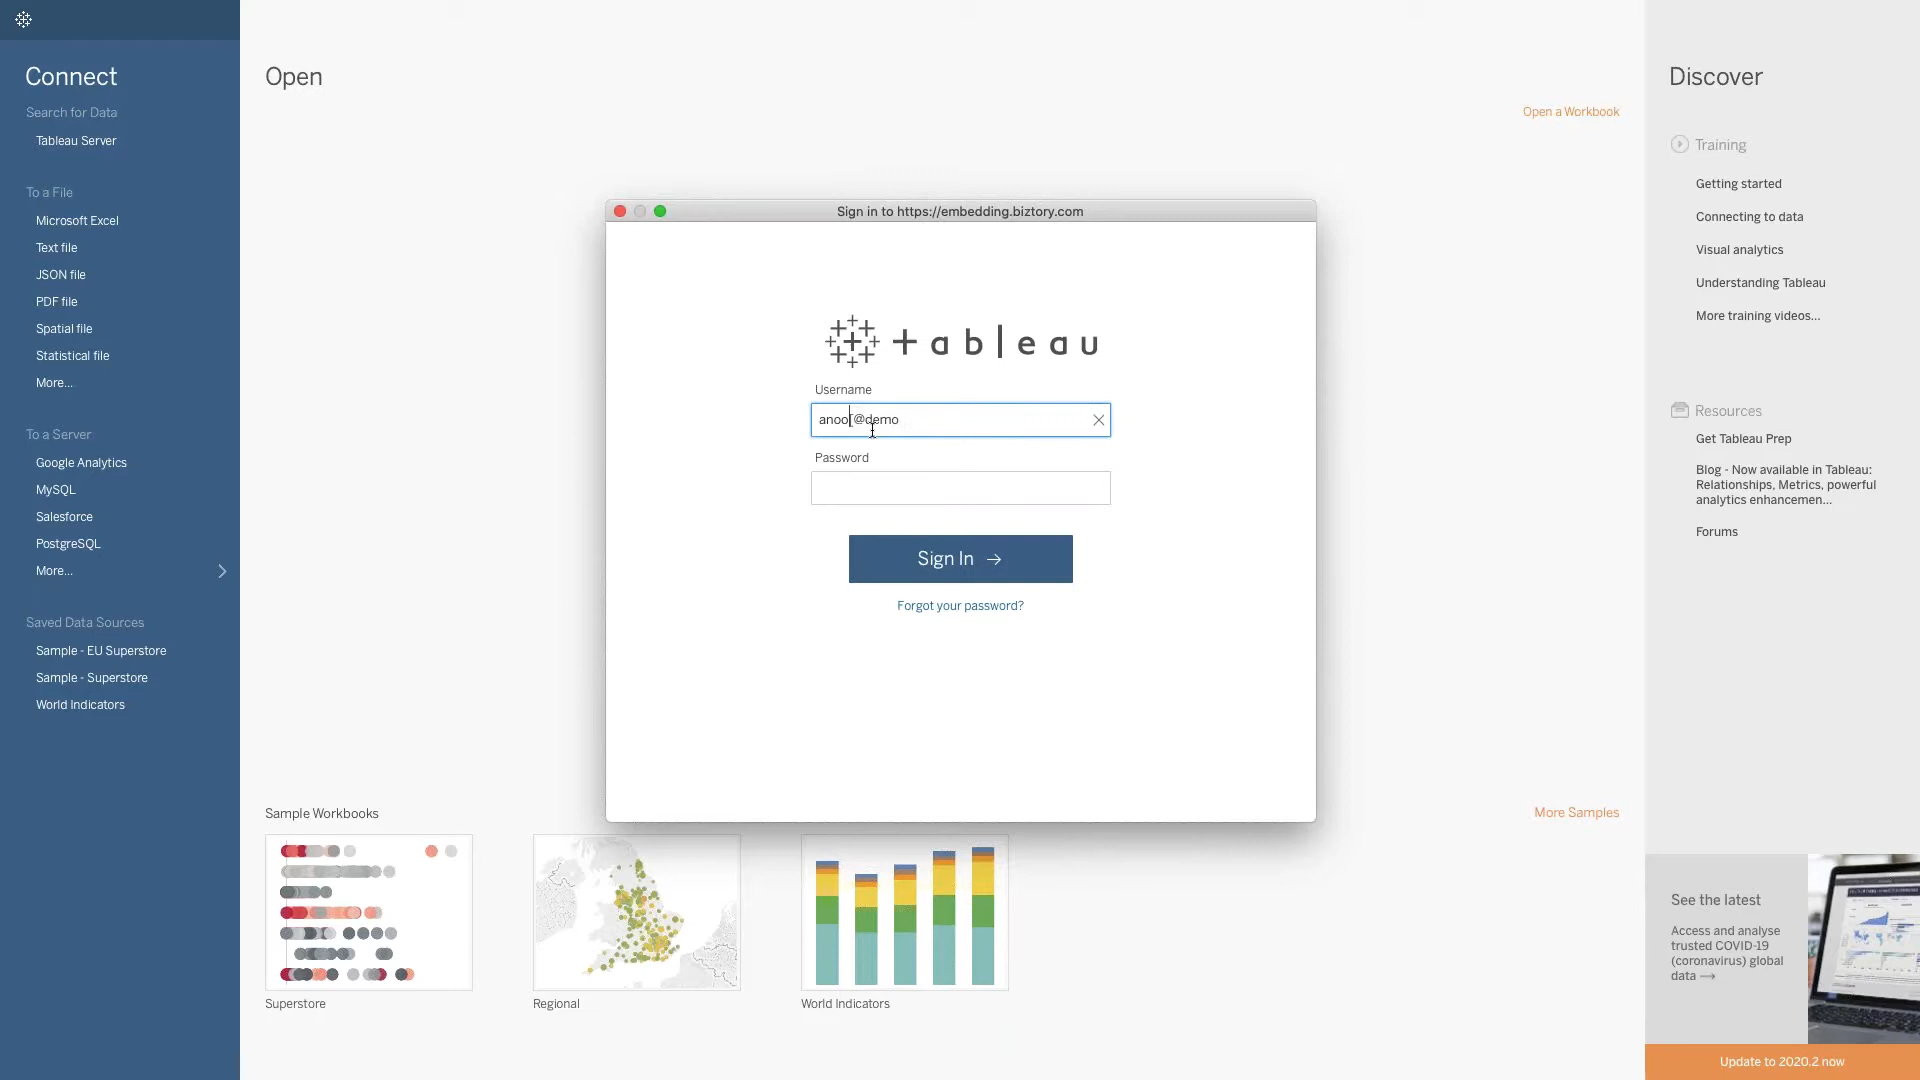 Connect
Search for Data
Tableau Server
To a File
Microsoft Excel
Text file
JSON file
PDF file
Spatial file
Statistical file
More...
To a Server
Google Analytics
MySQL
Salesforce
PostgreSQL
More...
Saved Data Sources
Sample - EU Superstore
Sample - Superstore
World Indicators
Open
Open a Workbook
Sign in to https://embedding.biztory.com
+ableau
Username
@demo
Password
Sign In →
Forgot your password?
Sample Workbooks
More Samples
Superstore
Regional
World Indicators
Discover
Training
Getting started
Connecting to data
Visual analytics
Understanding Tableau
More training videos...
Resources
Get Tableau Prep
Blog - Now available in Tableau:
Relationships, Metrics, powerful
analytics enhancemen...
Forums
See the latest
Access and analyse
trusted COVID-19
(coronavirus) global
data →
Update to 2020.2 now